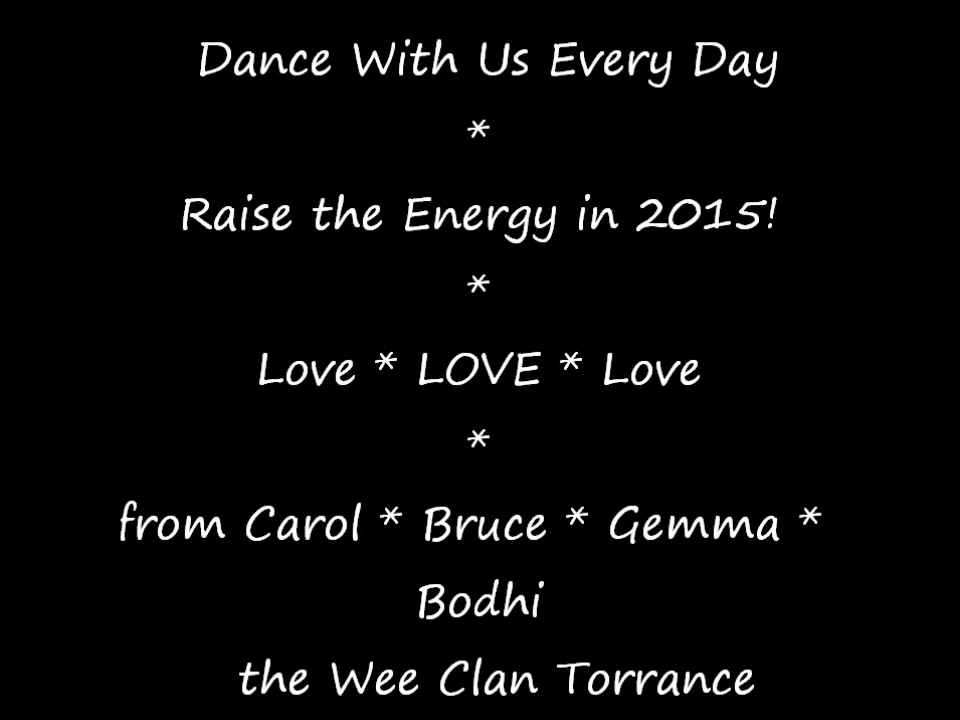 Dance With Us Every Day
*
Raise the Energy in 2015!
*
Love * LOVE * Love
*
from Carol * Bruce * Gemma *
Bodhi
the Wee Clan Torrance